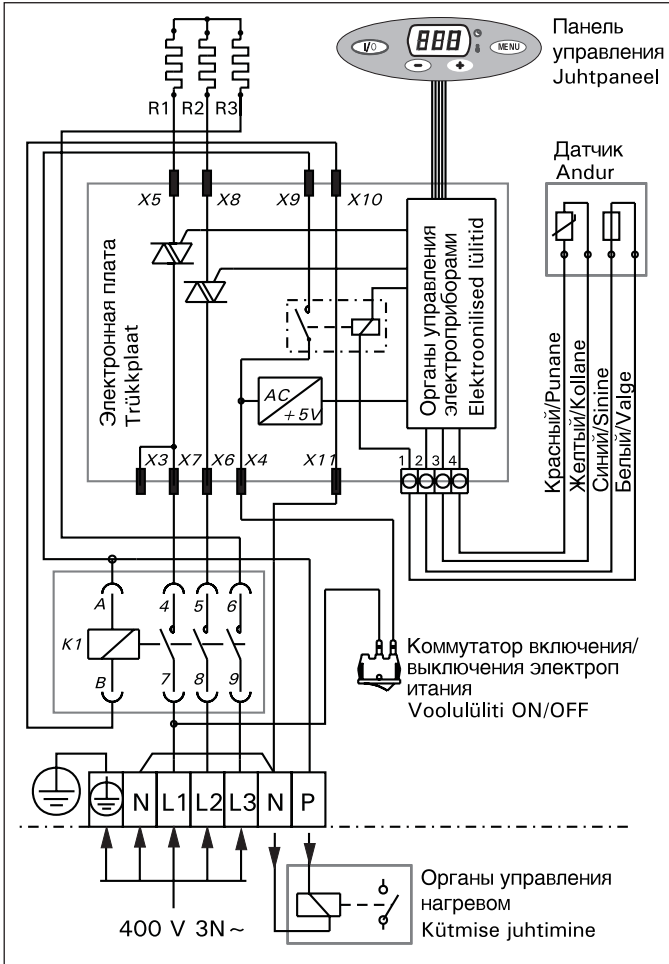 Панель
управления
Juhtpaneel
I/O
888
MENU
−
+
R1
R2
R3
Датчик
Andur
X5
X8
X9
X10
Электронная плата
Trükkplaat
Органы управления
электроприборами
Elektroonilised lülitid
AC
+5V
Красный/Punane
Желтый/Kollane
Синий/Sinine
Белый/Valge
X3
X7
X6
X4
X11
1
2
3
4
A
4
5
6
K1
B
7
8
9
Коммутатор включения/
выключения электроп
итания
Voolulüliti ON/OFF
N
L1
L2
L3
N
P
400 V 3N~
Органы управления
нагревом
Kütmise juhtimine